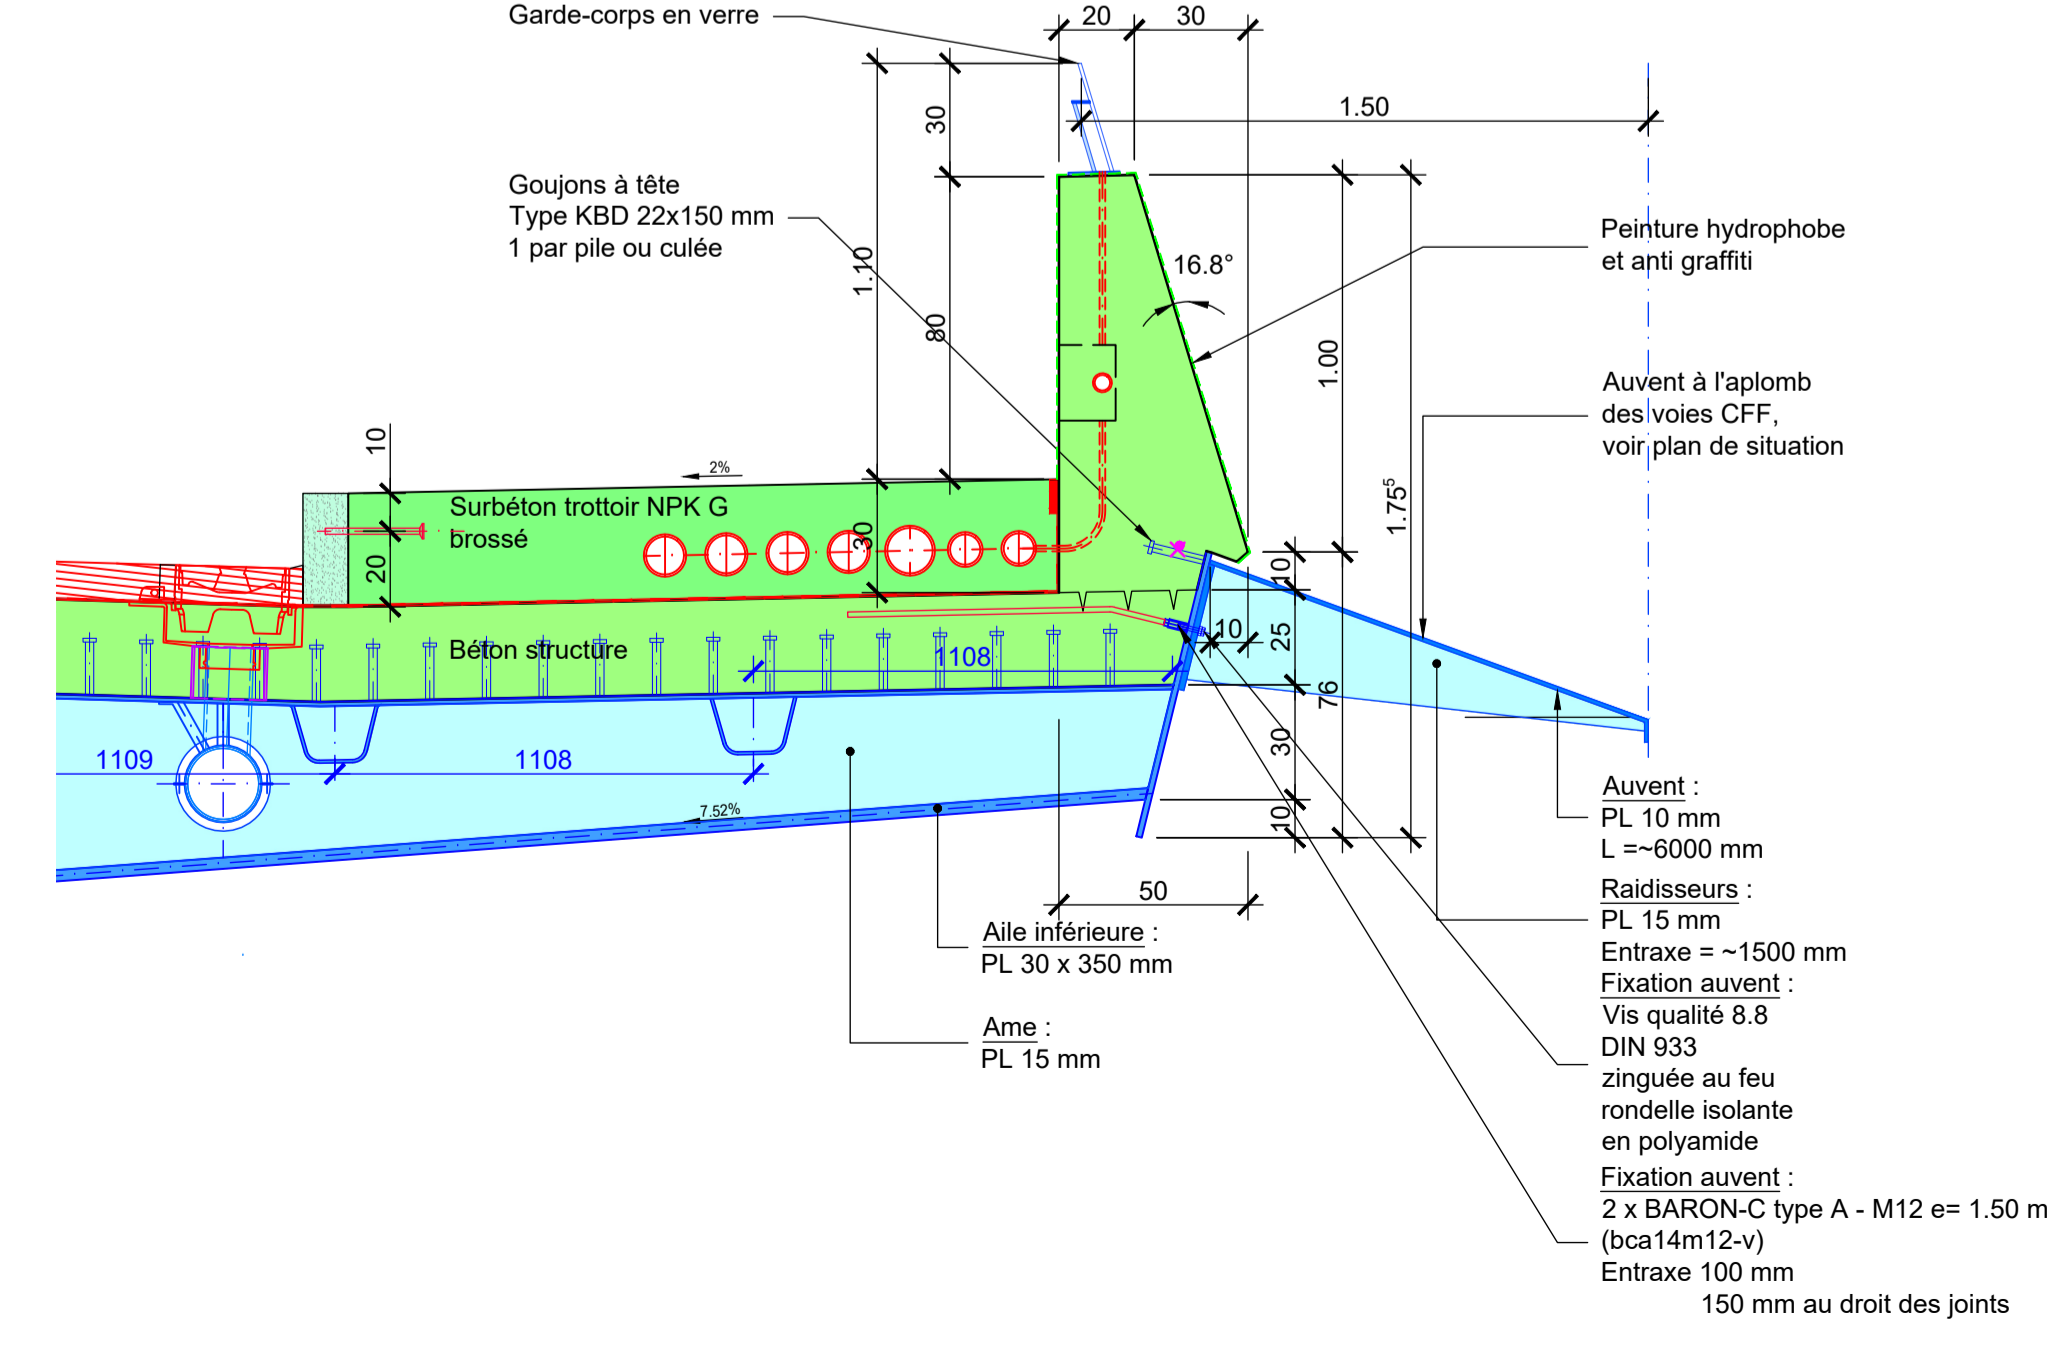 Garde-corps en verre
20
30
1.50
30
Goujons à tête
Type KBD 22x150 mm
1 par pile ou culée
1.10
80
16.8°
Peinture hydrophobe
et anti graffiti
1.00
Auvent à l'aplomb
des voies CFF,
voir plan de situation
1.75⁵
10
20
2%
Surbéton trottoir NPK G
brossé
30
Béton structure
1108
10
10
25
76
30
10
1109
1108
7.52%
50
Aile inférieure :
PL 30 x 350 mm
Ame :
PL 15 mm
Auvent :
PL 10 mm
L =~6000 mm
Raidisseurs :
PL 15 mm
Entraxe = ~1500 mm
Fixation auvent :
Vis qualité 8.8
DIN 933
zinguée au feu
rondelle isolante
en polyamide
Fixation auvent :
2 x BARON-C type A - M12 e= 1.50 m
(bca14m12-v)
Entraxe 100 mm
150 mm au droit des joints